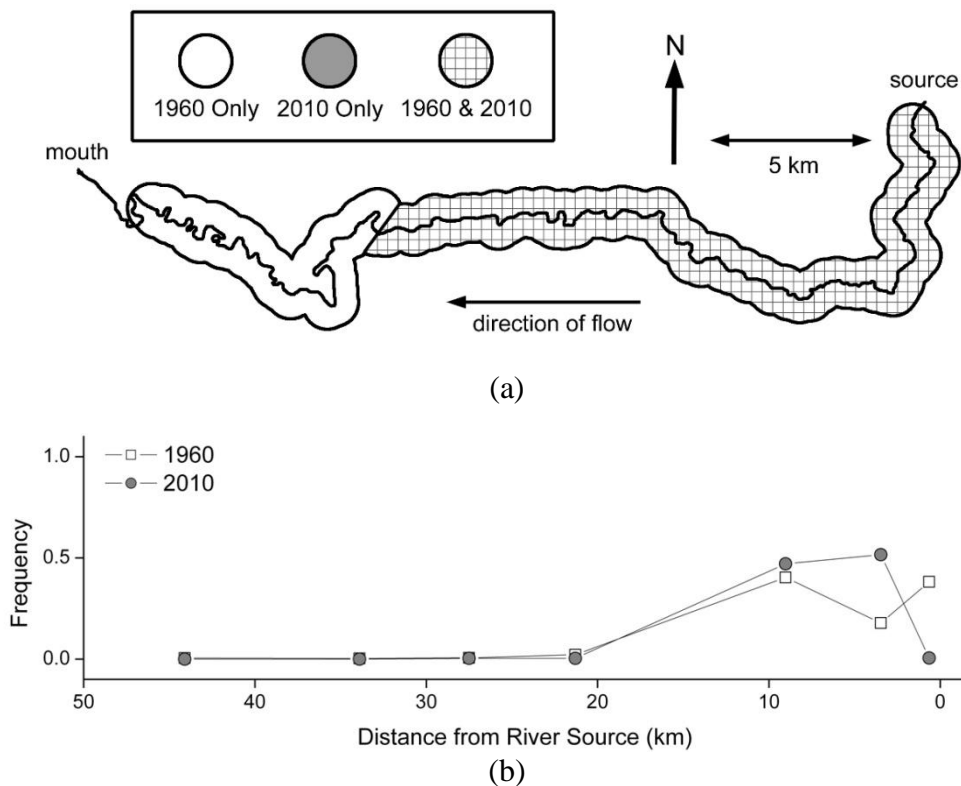 1960 Only 2010 Only 1960 & 2010
N
source
mouth
5 km
direction of flow
(a)
1960
2010
1.0
0.5
0.0
Frequency
50 40 30 20 10 0
Distance from River Source (km)
(b)